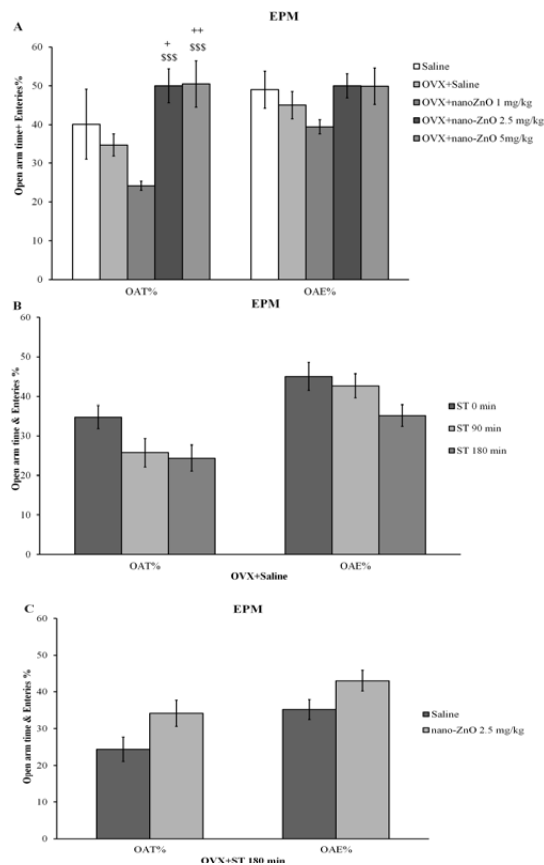 EPM
A
Open arm time+ Enteries%
60
50
40
30
20
10
0
+
$$$
++
$$$
OAT%
OAE%
Saline
OVX+Saline
OVX+nanoZnO 1 mg/kg
OVX+nano-ZnO 2.5 mg/kg
OVX+nano-ZnO 5mg/kg
EPM
B
Open arm time & Enteries %
60
50
40
30
20
10
0
OAT%
OAE%
OVX+Saline
ST 0 min
ST 90 min
ST 180 min
C
EPM
Open arm time & Enteries %
60
50
40
30
20
10
0
OAT%
OAE%
OVX+ST 180 min
Saline
nano-ZnO 2.5 mg/kg